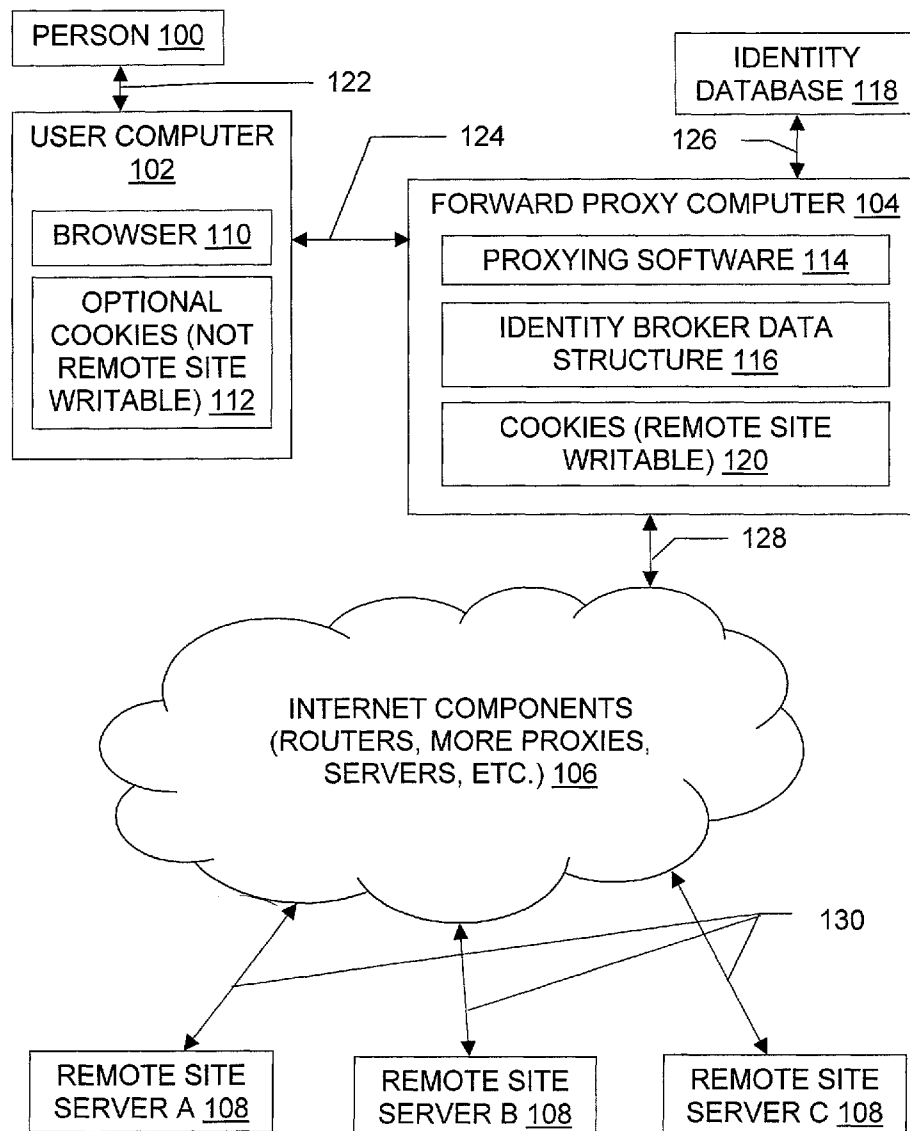 PERSON 100
122
USER COMPUTER
102
BROWSER 110
OPTIONAL
COOKIES (NOT
REMOTE SITE
WRITABLE) 112
124
IDENTITY
DATABASE 118
126
FORWARD PROXY COMPUTER 104
PROXYING SOFTWARE 114
IDENTITY BROKER DATA
STRUCTURE 116
COOKIES (REMOTE SITE
WRITABLE) 120
128
INTERNET COMPONENTS
(ROUTERS, MORE PROXIES,
SERVERS, ETC.) 106
130
REMOTE SITE
SERVER A 108
REMOTE SITE
SERVER B 108
REMOTE SITE
SERVER C 108